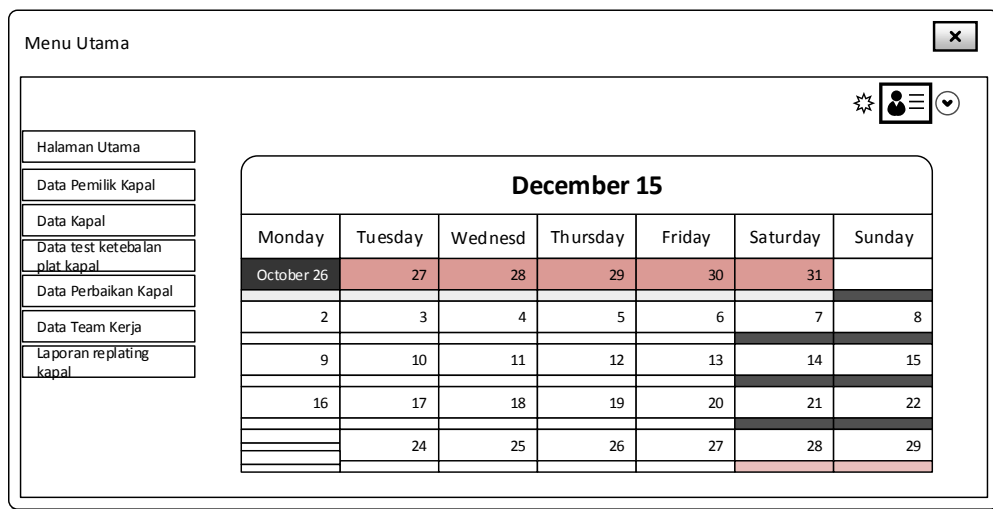 Menu Utama
Halaman Utama
Data Pemilik Kapal
Data Kapal
Data test ketebalan
plat kapal
Data Perbaikan Kapal
Data Team Kerja
Laporan replating
kapal
December 15
Monday Tuesday Wednesd Thursday Friday Saturday Sunday
October 26 27 28 29 30 31
2 3 4 5 6 7 8
9 10 11 12 13 14 15
16 17 18 19 20 21 22
24 25 26 27 28 29